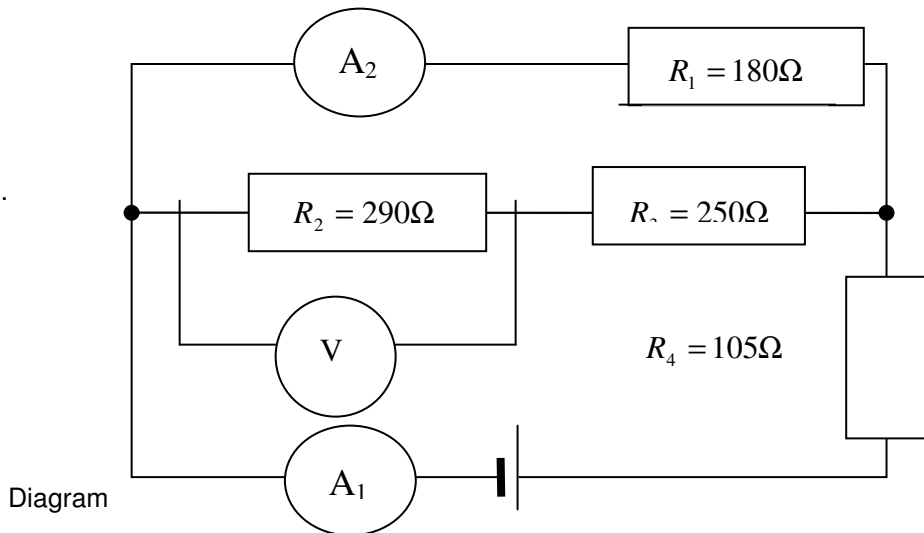 A₂
R₁ = 180Ω
.
R₂ = 290Ω
= 250Ω
V
R₄ = 105Ω
A₁
Diagram